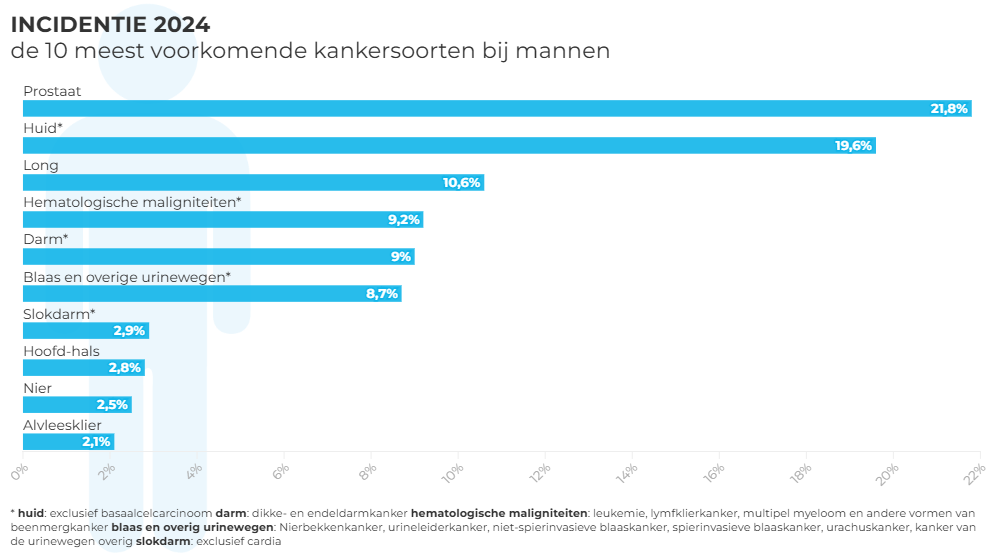 INCIDENTIE 2024
de 10 meest voorkomende kankersoorten bij mannen
Prostaat
21,8%
Huid*
19,6%
Long
10,6%
Hematologische maligniteiten*
9,2%
Darm*
9%
Blaas en overige urinewegen*
8,7%
Slokdarm*
2,9%
Hoofd-hals
2,8%
Nier
2,5%
Alvleesklier
2,1%
0% 2% 4% 6% 8% 10% 12% 14% 16% 18% 20% 22%
* huid: exclusief basaalcelcarcinoom darm: dikke- en endeldarmkanker hematologische maligniteiten: leukemie, lymfklierkanker, multipel myeloom en andere vormen van
beenmergkanker blaas en overig urinewegen: Nierbekkenkanker, urineleiderkanker, niet-spierinvasieve blaaskanker, spierinvasieve blaaskanker, urachuskanker, kanker van
de urinewegen overig slokdarm: exclusief cardia